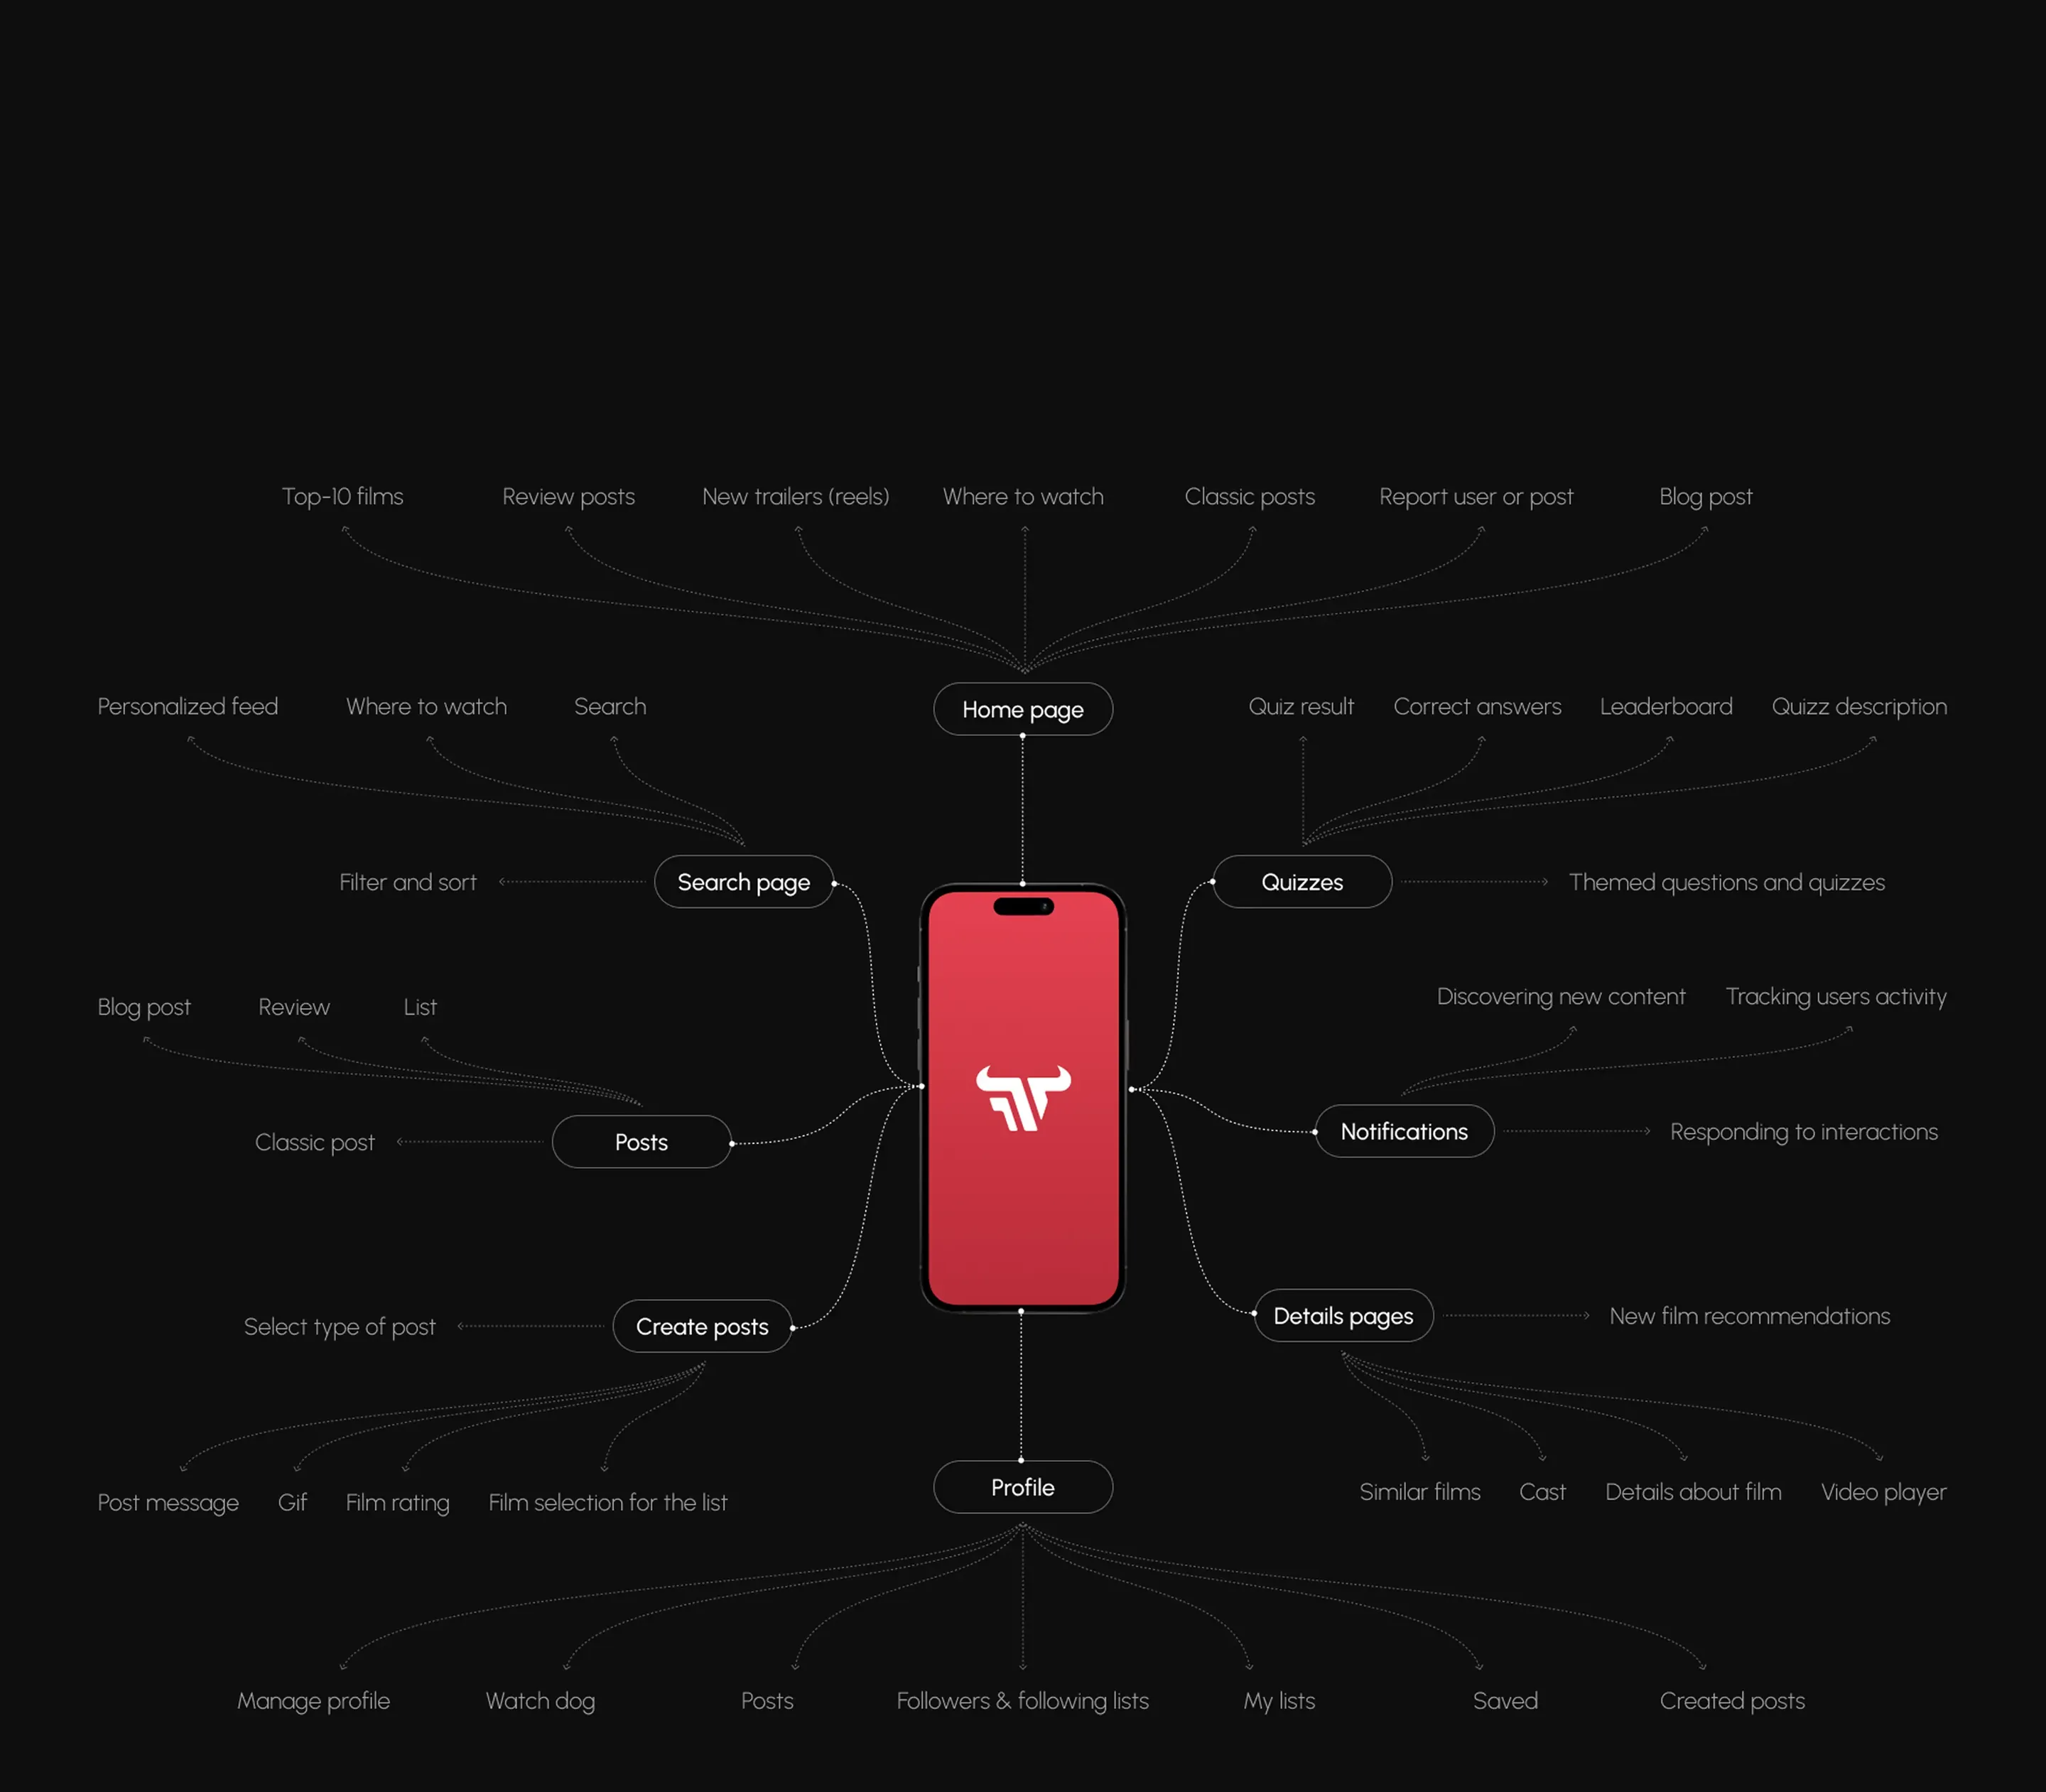 Top-10 films
Review posts
New trailers (reels)
Where to watch
Classic posts
Report user or post
Blog post
Personalized feed
Where to watch
Search
Home page
Quiz result
Correct answers
Leaderboard
Quizz description
Filter and sort
Search page
Quizzes
Themed questions and quizzes
Blog post
Review
List
Discovering new content
Tracking users activity
Classic post
Posts
Notifications
Responding to interactions
Select type of post
Create posts
Details pages
New film recommendations
Post message
Gif
Film rating
Film selection for the list
Profile
Similar films
Cast
Details about film
Video player
Manage profile
Watch dog
Posts
Followers & following lists
My lists
Saved
Created posts